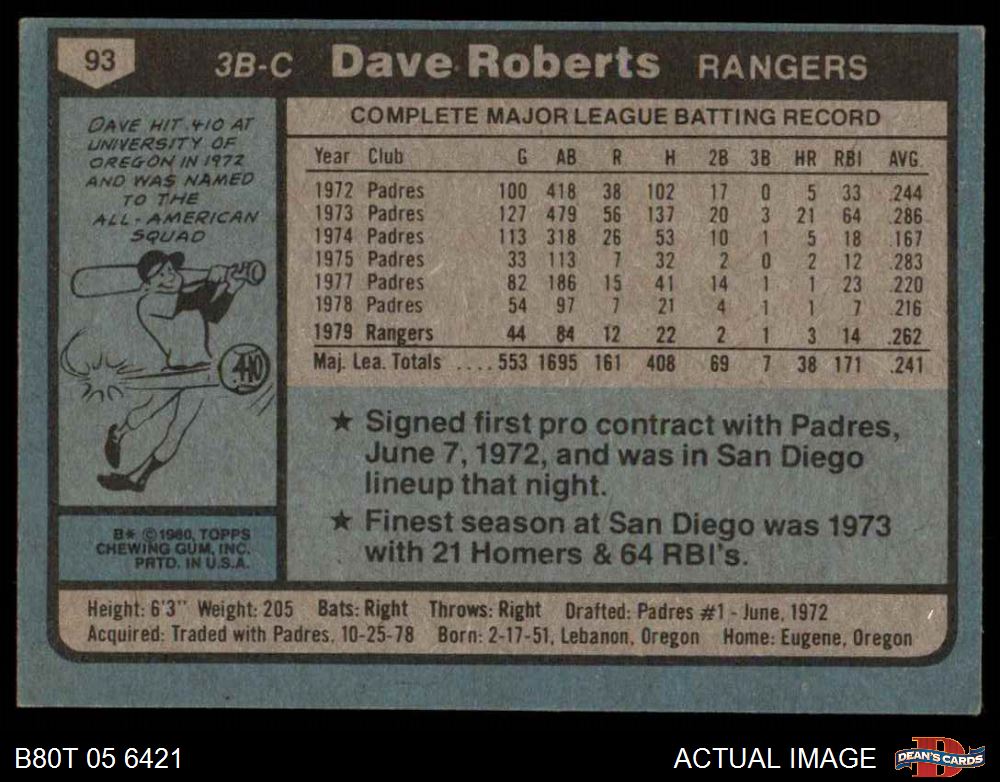 93 3B-C Dave Roberts RANGERS
DAVE HIT .410 AT
UNIVERSITY OF
OREGON IN 1972
AND WAS NAMED
TO THE
ALL-AMERICAN
SQUAD
.410
B* © 1980, TOPPS
CHEWING GUM, INC.
PRTD. IN U.S.A.
COMPLETE MAJOR LEAGUE BATTING RECORD
Year Club G AB R H 2B 3B HR RBI AVG.
1972 Padres 100 418 38 102 17 0 5 33 .244
1973 Padres 127 479 56 137 20 3 21 64 .286
1974 Padres 113 318 26 53 10 1 5 18 .167
1975 Padres 33 113 7 32 2 0 2 12 .283
1977 Padres 82 186 15 41 14 1 1 23 .220
1978 Padres 54 97 7 21 4 1 1 7 .216
1979 Rangers 44 84 12 22 2 1 3 14 .262
Maj. Lea. Totals .... 553 1695 161 408 69 7 38 171 .241
★ Signed first pro contract with Padres,
June 7, 1972, and was in San Diego
lineup that night.
★ Finest season at San Diego was 1973
with 21 Homers & 64 RBI's.
Height: 6'3" Weight: 205 Bats: Right Throws: Right Drafted: Padres #1 - June, 1972
Acquired: Traded with Padres, 10-25-78 Born: 2-17-51, Lebanon, Oregon Home: Eugene, Oregon
B80T 05 6421
ACTUAL IMAGE
D
DEAN'S CARDS